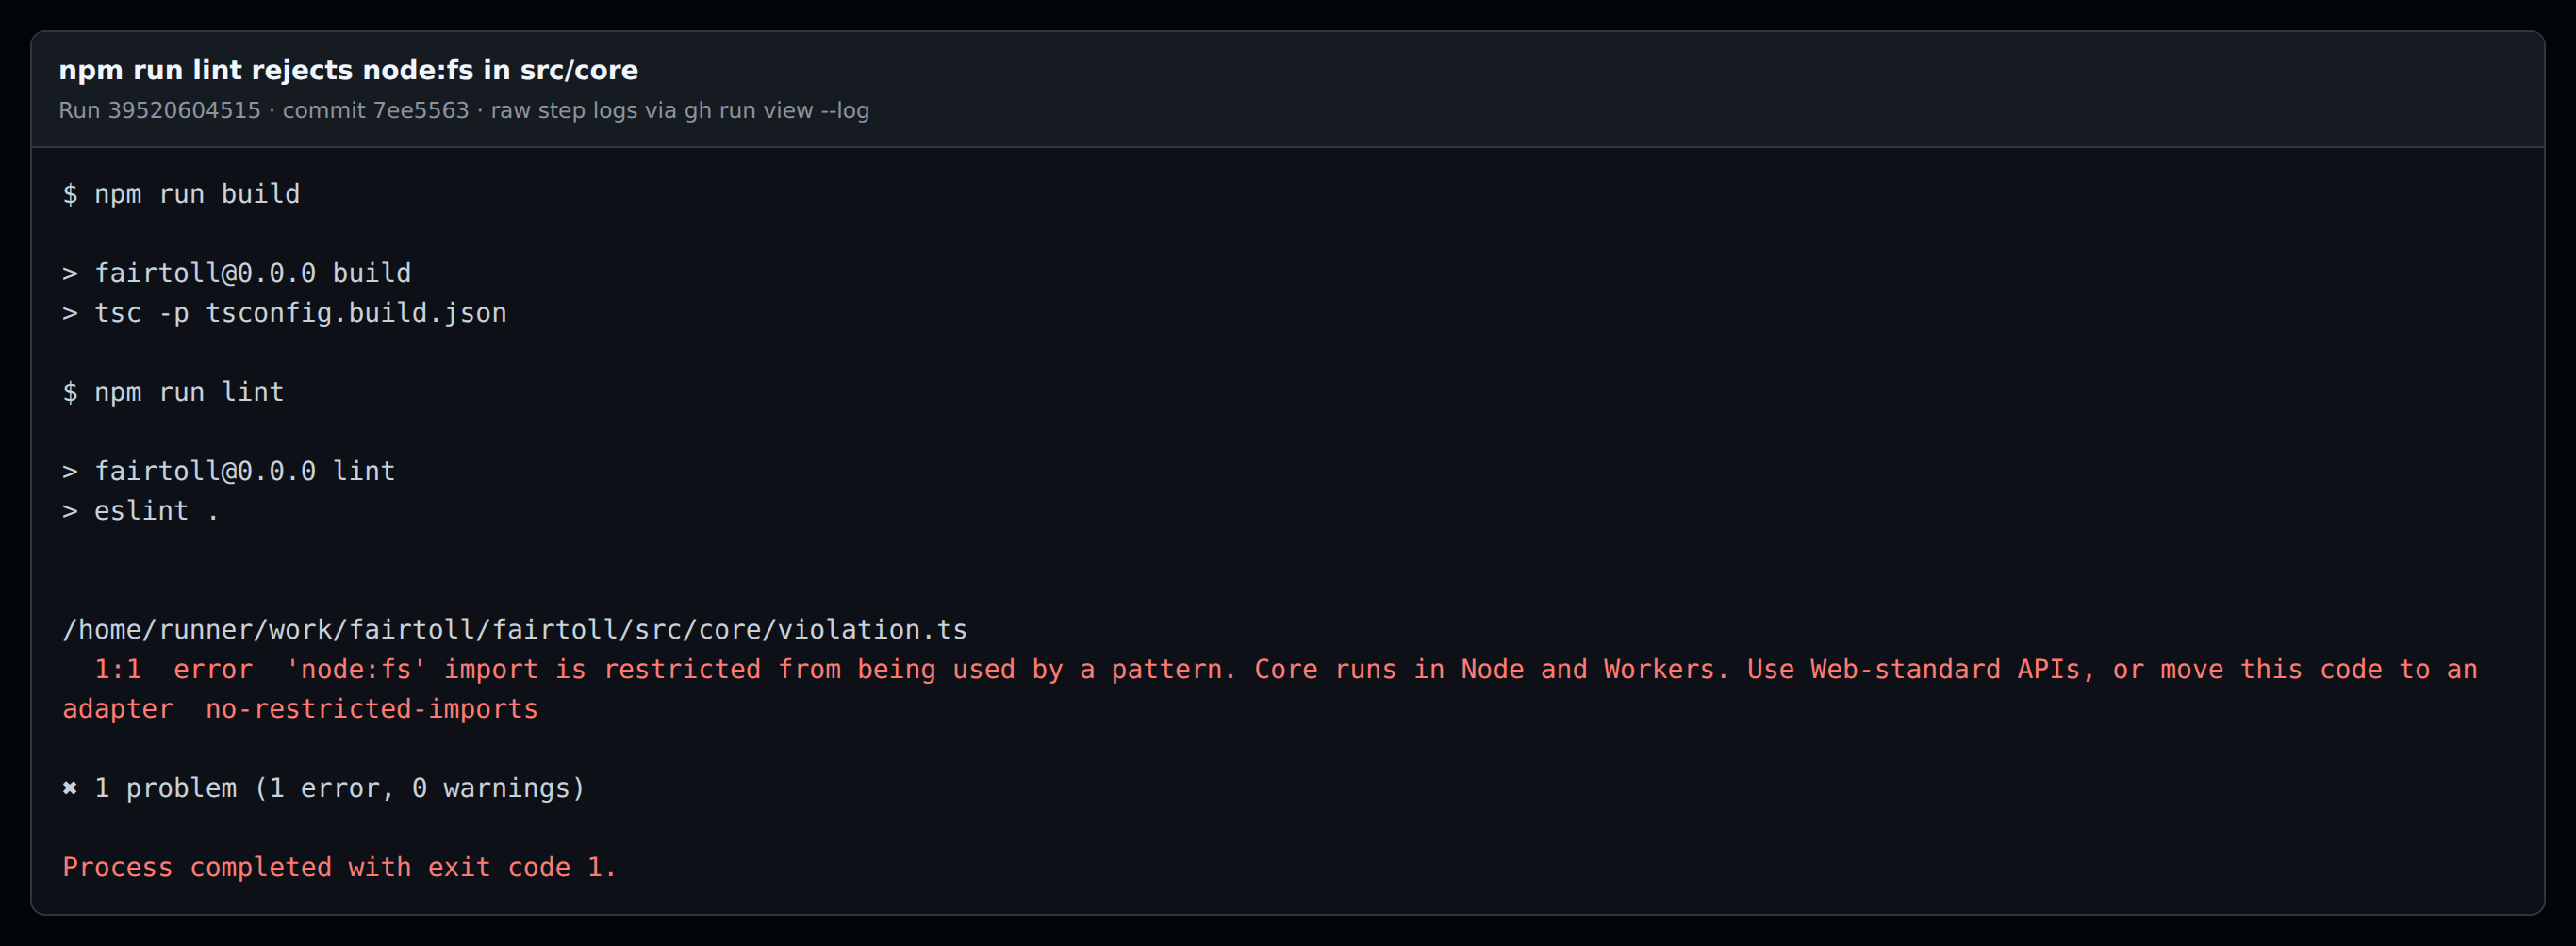 npm run lint rejects node:fs in src/core
Run 39520604515 · commit 7ee5563 · raw step logs via gh run view --log
$ npm run build
> fairtoll@0.0.0 build
> tsc -p tsconfig.build.json
$ npm run lint
> fairtoll@0.0.0 lint
> eslint .
/home/runner/work/fairtoll/fairtoll/src/core/violation.ts
  1:1  error  'node:fs' import is restricted from being used by a pattern. Core runs in Node and Workers. Use Web-standard APIs, or move this code to an
adapter  no-restricted-imports
✖ 1 problem (1 error, 0 warnings)
Process completed with exit code 1.